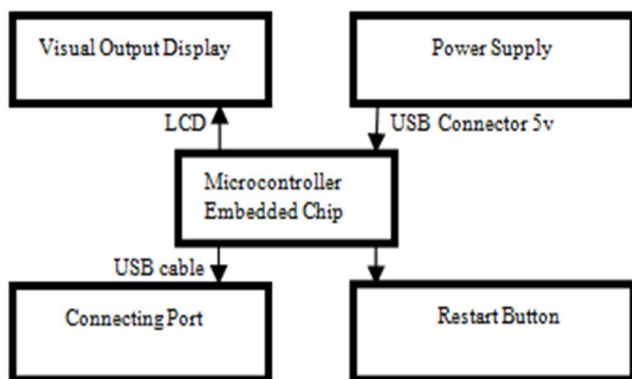 Visual Output Display
Power Supply
LCD
USB Connector 5v
Microcontroller
Embedded Chip
USB cable
Connecting Port
Restart Button